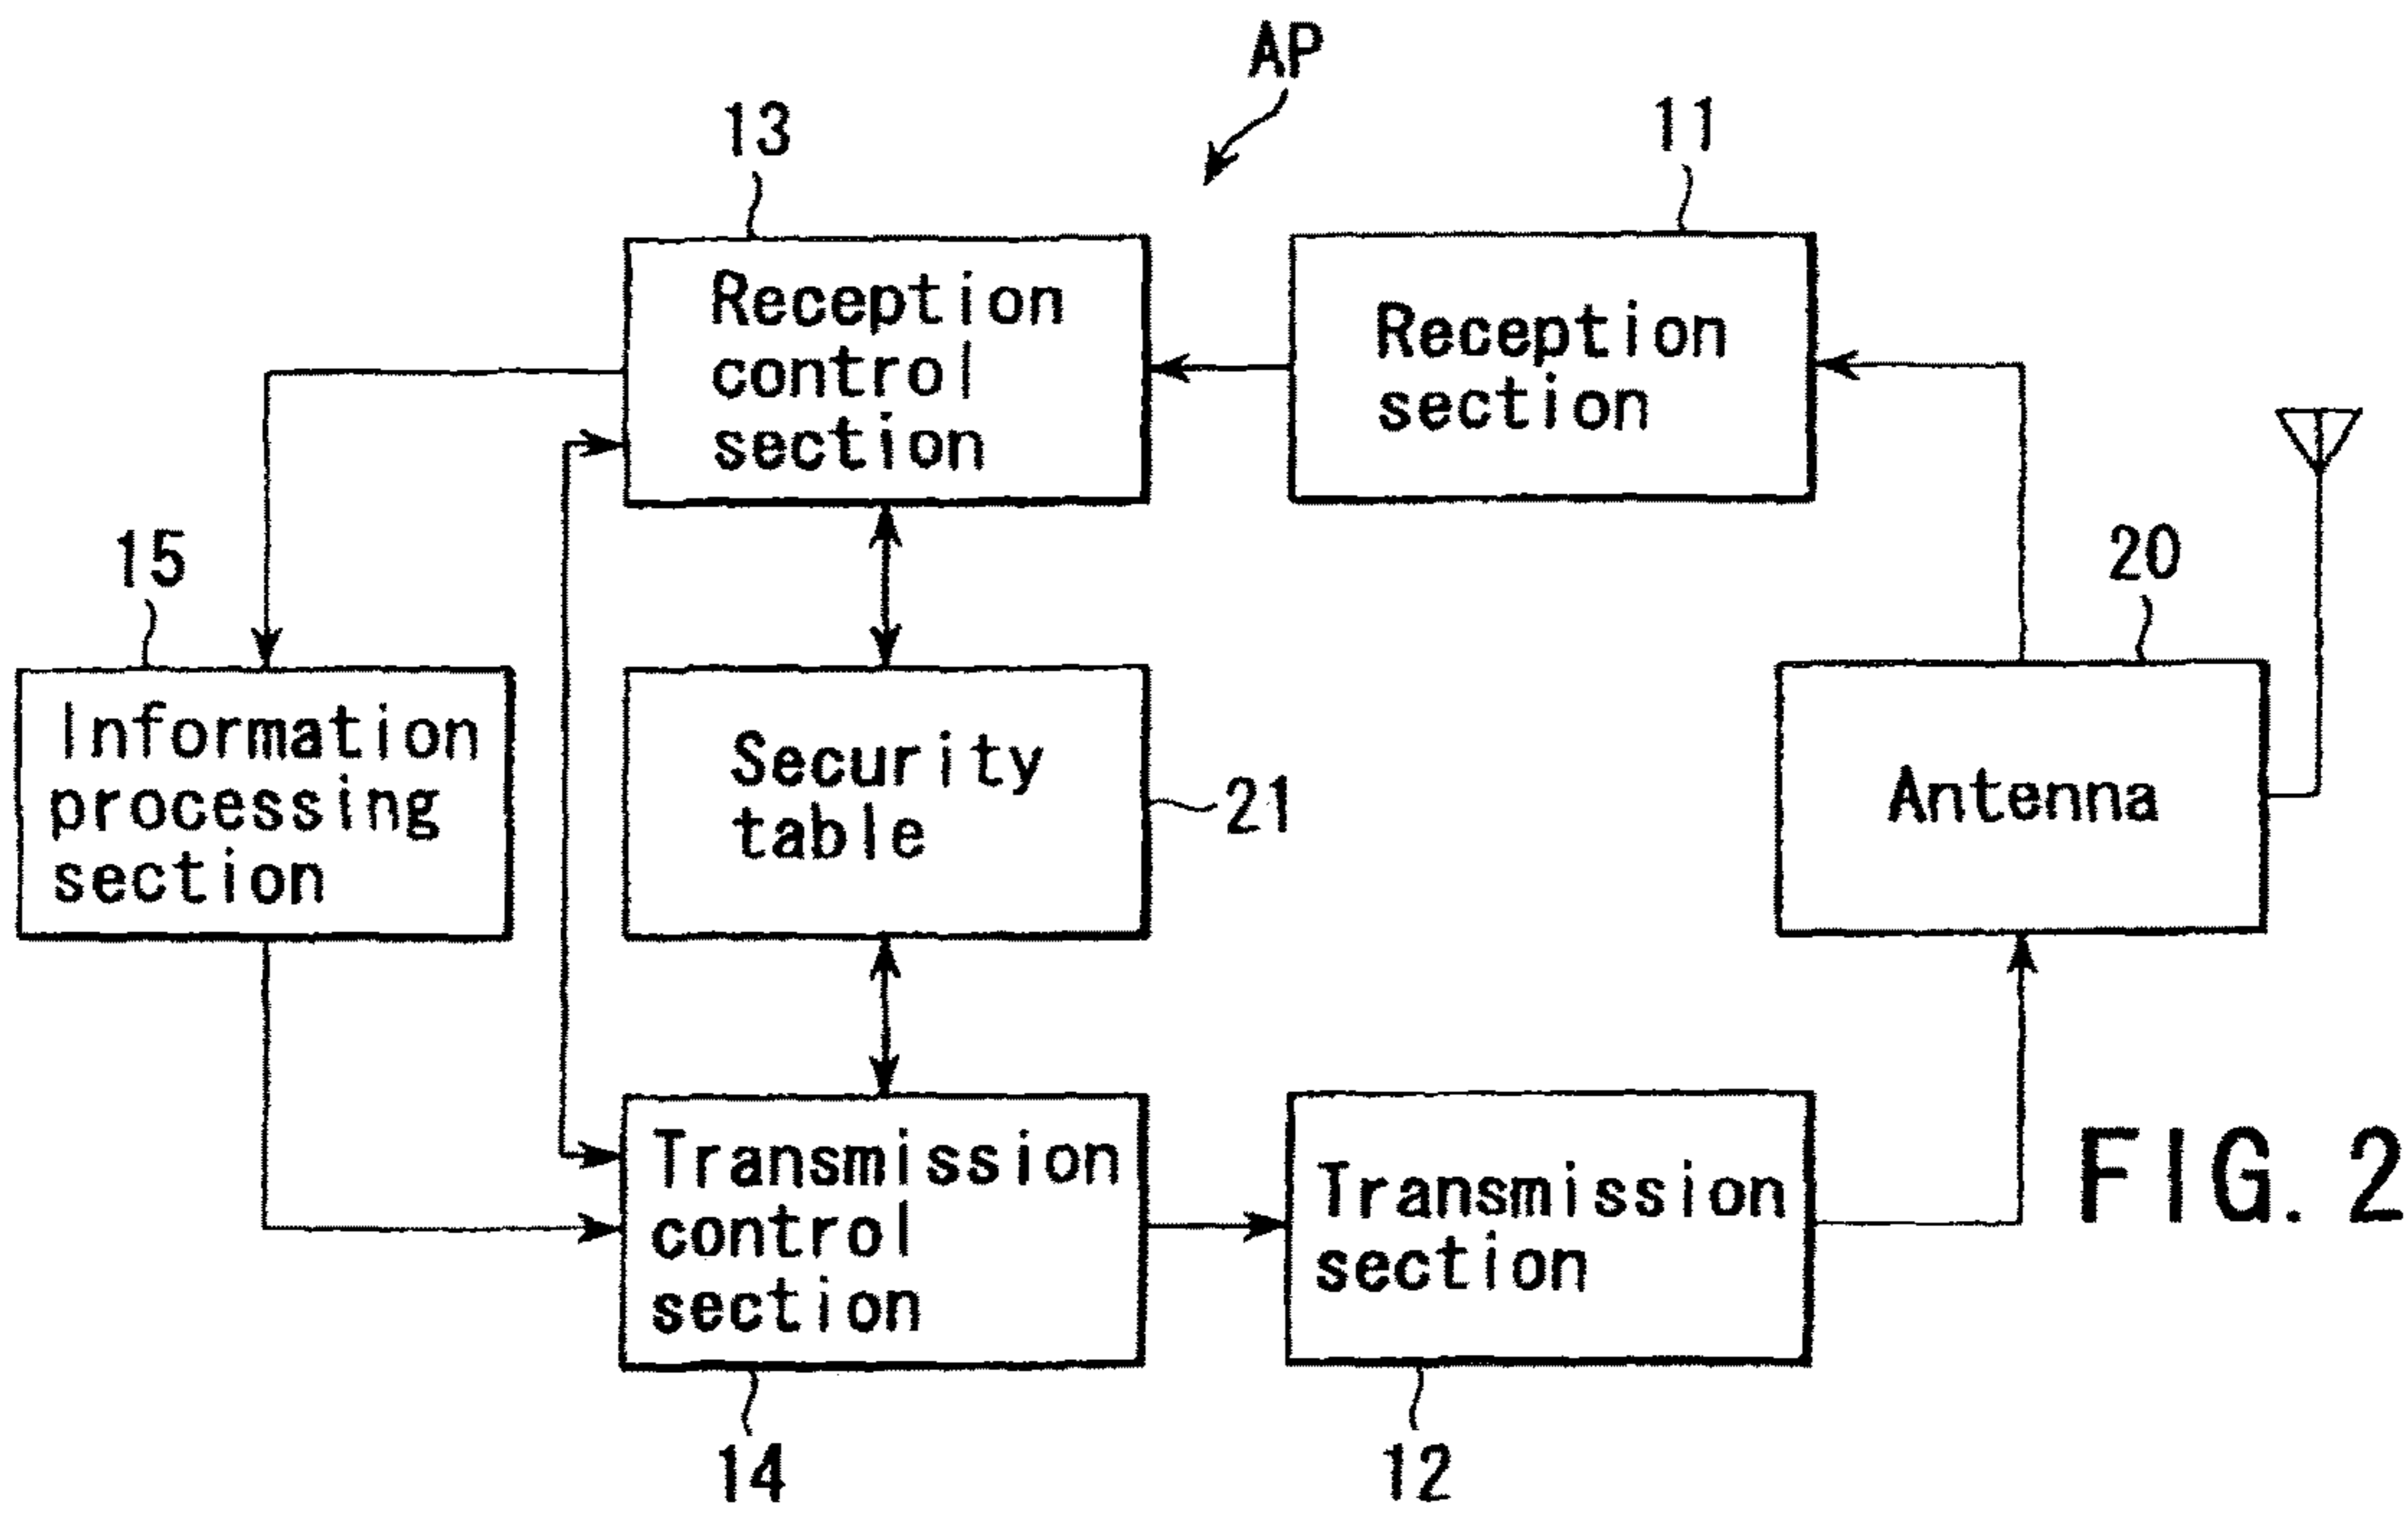 AP
13
11
Reception
control
section
Reception
section
15
20
Information
processing
section
Security
table
21
Antenna
Transmission
control
section
Transmission
section
FIG. 2
14
12